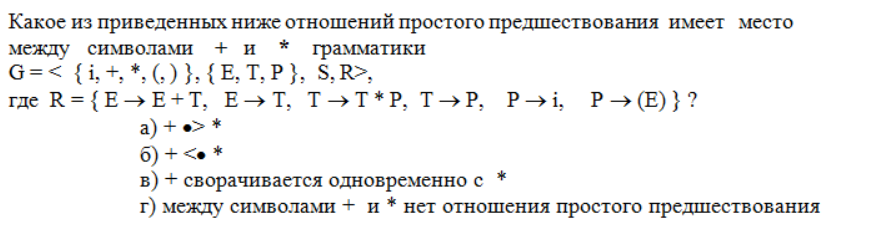 Какое из приведенных ниже отношений простого предшествования имеет место
между символами + и * грамматики
G = < { i, +, *, (, ) }, { E, T, P }, S, R>,
где R = { E → E + T, E → T, T → T * P, T → P, P → i, P → (E) } ?
а) + •> *
б) + <• *
в) + сворачивается одновременно с *
г) между символами + и * нет отношения простого предшествования